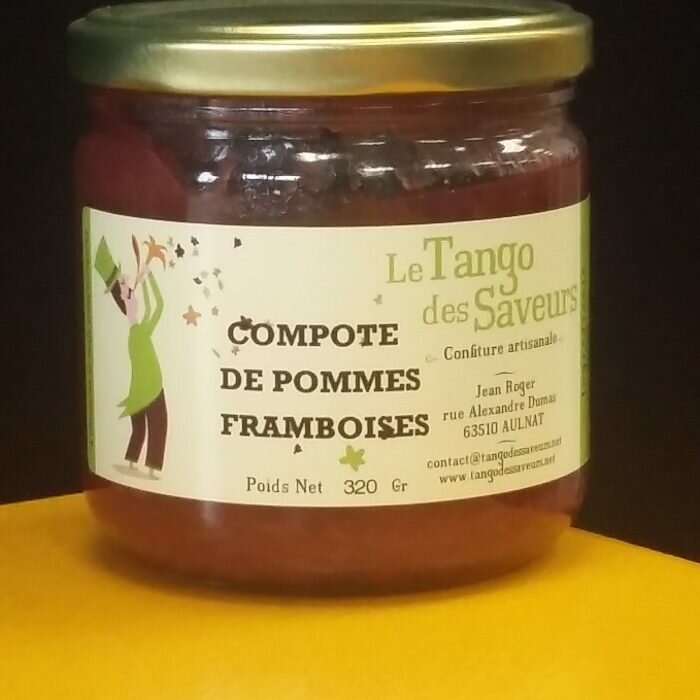 Le Tango
des Saveurs
Confiture artisanale
COMPOTE
DE POMMES
FRAMBOISES
Jean Roger
rue Alexandre Dumas
63510 AULNAT
contact@tangodessaveurs.net
www.tangodessaveurs.net
Poids Net 320 Gr